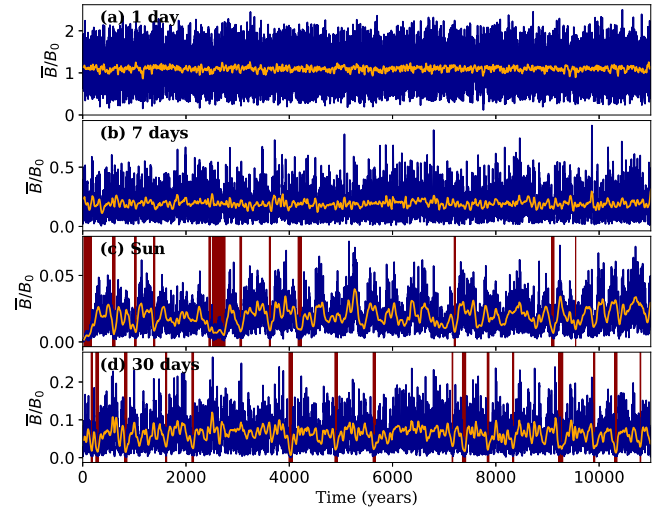 (a) 1 day
B̅/B₀
2
1
0
(b) 7 days
B̅/B₀
0.5
0.0
(c) Sun
B̅/B₀
0.05
0.00
(d) 30 days
B̅/B₀
0.2
0.1
0.0
0 2000 4000 6000 8000 10000
Time (years)